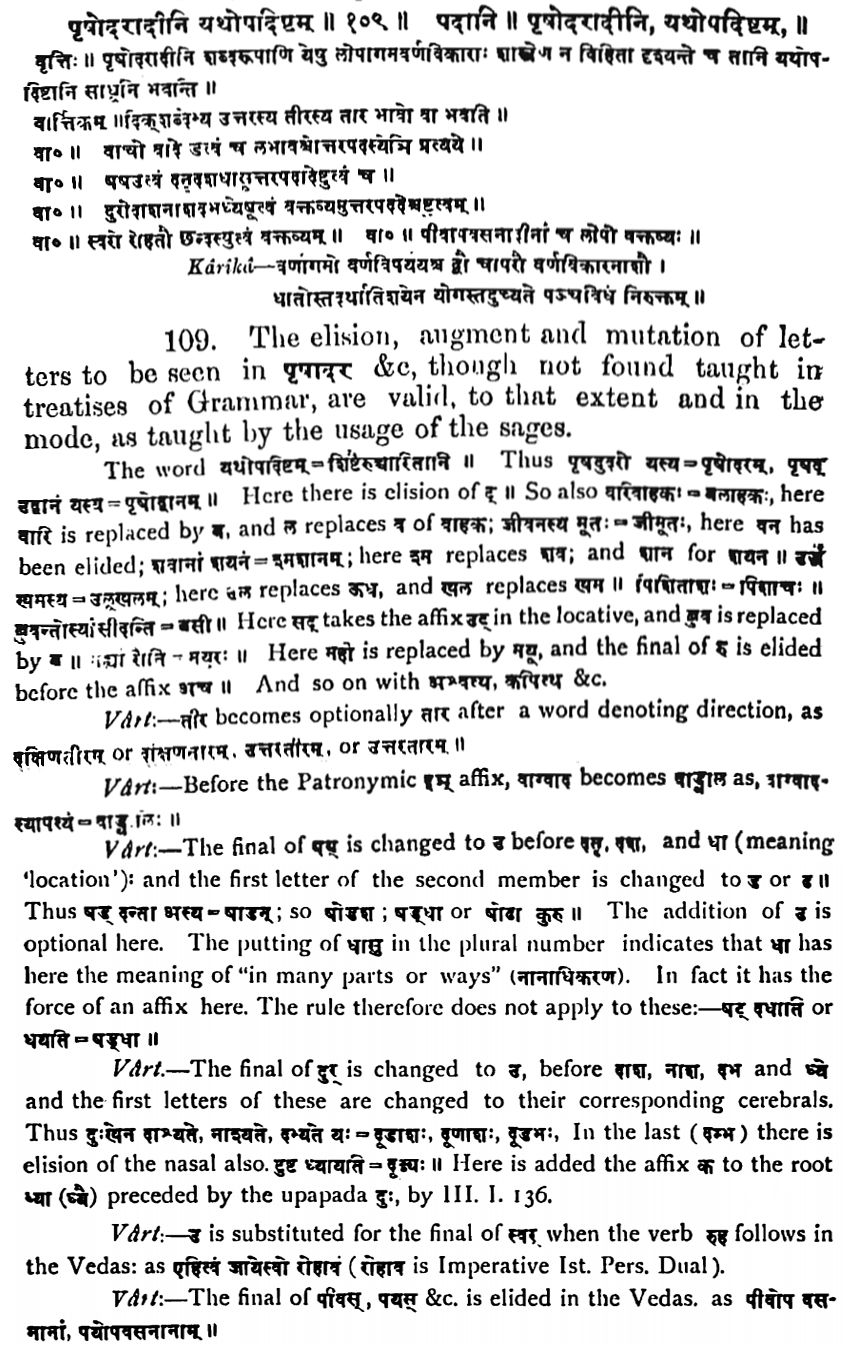 पृषोदरादीनि यथोपदिष्टम् ॥ १०९ ॥ पदानि ॥ पृषोदरादीनि, यथोपदिष्टम्, ॥
वृत्तिः ॥ पृषोदरादीनि शब्दरूपाणि येषु लोपागमवर्णविकाराः शास्त्रेण न विहिता दृश्यन्ते च तानि यथोप-
दिष्टानि साधूनि भवन्ति ॥
वार्त्तिकम् ॥ दिक्शब्देभ्य उत्तरस्य तीरस्य तार भावो वा भवति ॥
वा० ॥ वाचो वादे डत्वं च लभावश्चोत्तरपदस्येञि प्रत्यये ॥
वा० ॥ षषउत्वं दतृदशधासूत्तरपदादेष्टुत्वं च ॥
वा० ॥ दुरोदाशनाशदभध्येषूत्वं वक्तव्यमुत्तरपदादेश्चष्टुत्वम् ॥
वा० ॥ स्वरो रोहतौ छन्दस्युत्वं वक्तव्यम् ॥ वा० ॥ पीवोपवसनादीनां च लोपो वक्तव्यः ॥
Kârikâ—वर्णागमो वर्णविपर्ययश्च द्वौ चापरौ वर्णविकारनाशौ ।
धातोस्तदर्थातिशयेन योगस्तदुच्यते पञ्चविधं निरुक्तम् ॥
109. The elision, augment and mutation of let-
ters to be seen in पृषोदर &c, though not found taught in
treatises of Grammar, are valid, to that extent and in the
mode, as taught by the usage of the sages.
The word यथोपदिष्टम् = शिष्टैरुच्चारितानि ॥ Thus पृषदुदरो यस्य = पृषोदरम्, पृषद्
उद्वानं यस्य = पृषोद्वानम् ॥ Here there is elision of द् ॥ So also वारिवाहकः = बलाहकः, here
वारि is replaced by ब, and ल replaces व of वाहक; जीवनस्य मूतः = जीमूतः, here वन has
been elided; शवानां शयनं = श्मशानम्; here श्म replaces शव; and शान for शयन ॥ ऊर्ध्वं
खमस्य = उलूखलम्; here उलू replaces ऊर्ध, and खल replaces खम ॥ पिशिताशः = पिशाचः ॥
ब्रुवन्तोस्यां सीदन्ति = बृसी ॥ Here सद् takes the affix डट् in the locative, and ब्रुव is replaced
by बृ ॥ मह्यां रौति = मयूरः ॥ Here मही is replaced by मयू, and the final of रु is elided
before the affix अच् ॥ And so on with अश्वत्थ, कपित्थ &c.
Vârt:—तीर becomes optionally तार after a word denoting direction, as
दक्षिणतीरम् or दक्षिणतारम्, उत्तरतीरम्, or उत्तरतारम् ॥
Vârt:—Before the Patronymic इञ् affix, वाग्वाद becomes वाड्वाल as, वाग्वाद-
स्यापत्यं = वाड्वालिः ॥
Vârt:—The final of षष् is changed to उ before दतृ, दश, and धा (meaning
'location'): and the first letter of the second member is changed to ड or ढ ॥
Thus षड् दन्ता अस्य = षोडन्; so षोडश; षड्धा or षोढा कुरु ॥ The addition of उ is
optional here. The putting of धासु in the plural number indicates that धा has
here the meaning of "in many parts or ways" (नानाधिकरण). In fact it has the
force of an affix here. The rule therefore does not apply to these:—षट् दधाति or
धयति = षड्धा ॥
Vârt.—The final of दुर् is changed to उ, before दाश, नाश, दभ and ध्ये
and the first letters of these are changed to their corresponding cerebrals.
Thus दुःखेन दाश्यते, नाश्यते, दभ्यते यः = दूडाशः, दूणाशः, दूडभः, In the last (दम्भ) there is
elision of the nasal also. दुष्ट ध्यायति = दूढ्यः ॥ Here is added the affix क to the root
ध्या (ध्यै) preceded by the upapada दुः, by III. I. 136.
Vârt:—उ is substituted for the final of स्वर् when the verb रुह follows in
the Vedas: as एहित्वं जायेस्वो रोहाव (रोहाव is Imperative Ist. Pers. Dual).
Vârt:—The final of पीवस्, पयस् &c. is elided in the Vedas. as पीवोप वस-
नानां, पयोपवसनानाम् ॥